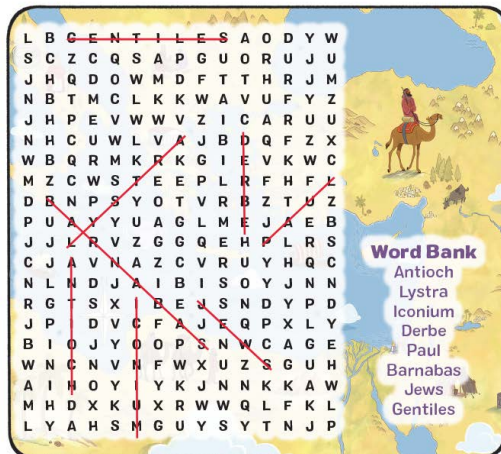 L B G E N T I L E S A O D Y W
S C Z C Q S A P G U O R U J U
J H Q D O W M D F T T H R J M
N B T M C L K K W A V U F Y Z
J H P E V W W V Z I C A R U U
N H C U W L V A J B D Q F Z X
W B Q R M K R K G I E V K W C
M Z C W S T E E P L R F H F L
D B N P S Y O T V R B Z T U Z
P U A Y Y U A G L M E J A E B
J J L R V Z G G Q E H P L R S
C J A V N A Z C V R U Y H Q C
N L N D J A I B I S O Y J N N
R G T S X I B E J S N D Y P D
J P I D V C F A J E Q P X L Y
B I O J Y O O P S N W C A G E
W N C N V N F W X U Z S G U H
A I H O Y I Y K J N N K K A W
M H D X K U X R W W Q L F K L
L Y A H S M G U Y S Y T N J P
Word Bank
Antioch
Lystra
Iconium
Derbe
Paul
Barnabas
Jews
Gentiles